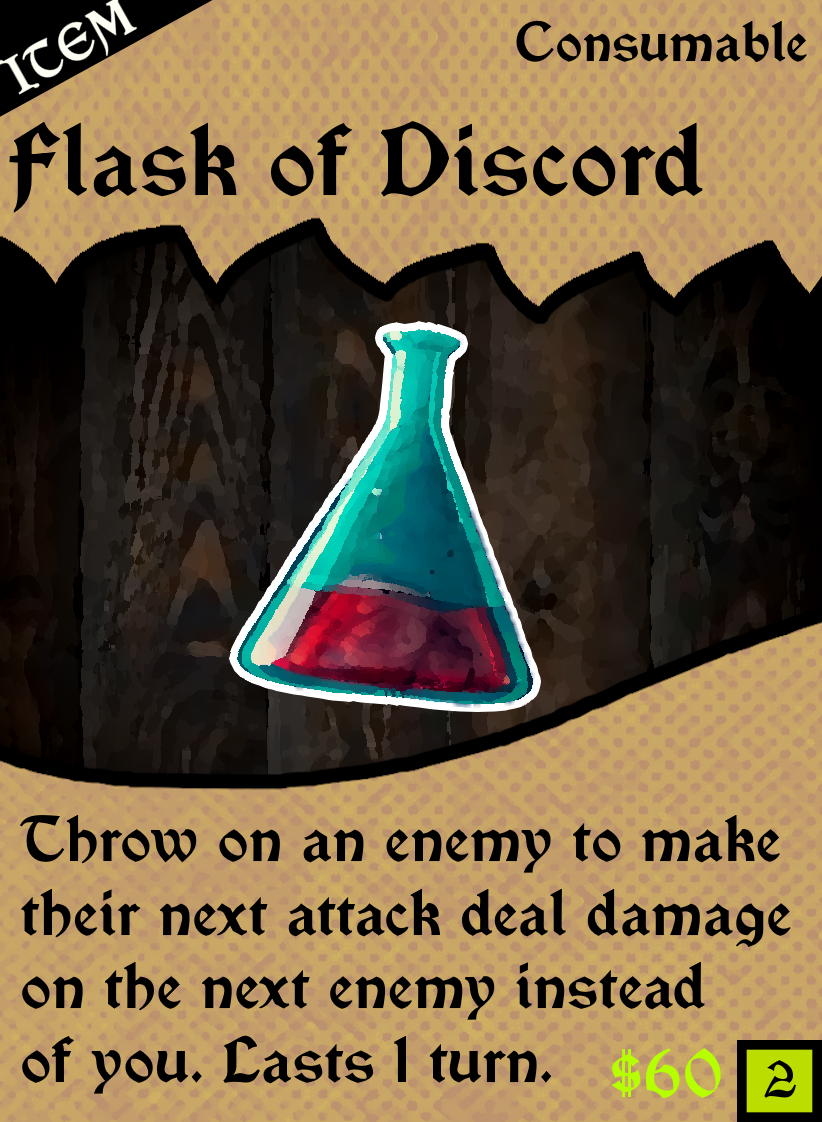 ITEM
Consumable
Flask of Discord
Throw on an enemy to make
their next attack deal damage
on the next enemy instead
of you. Lasts 1 turn.
$60
2